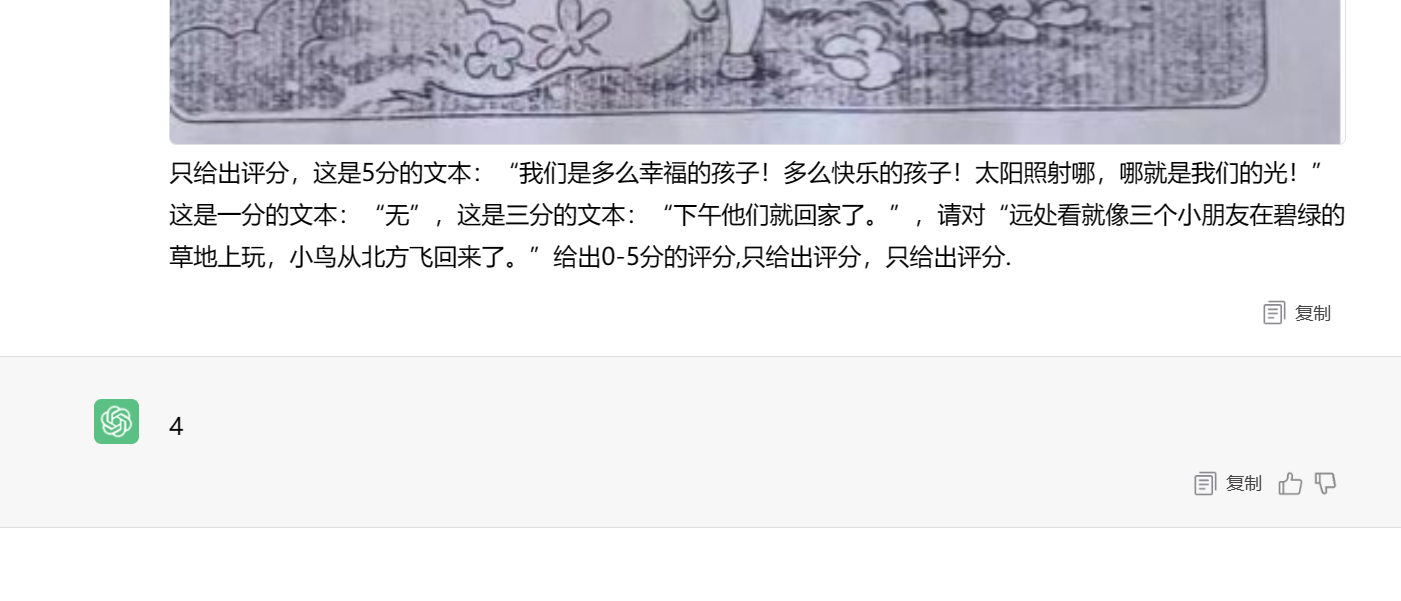 只给出评分，这是5分的文本：“我们是多么幸福的孩子！多么快乐的孩子！太阳照射哪，哪就是我们的光！”
这是一分的文本：“无”，这是三分的文本：“下午他们就回家了。”，请对“远处看就像三个小朋友在碧绿的
草地上玩，小鸟从北方飞回来了。”给出0-5分的评分,只给出评分，只给出评分.
复制
4
复制